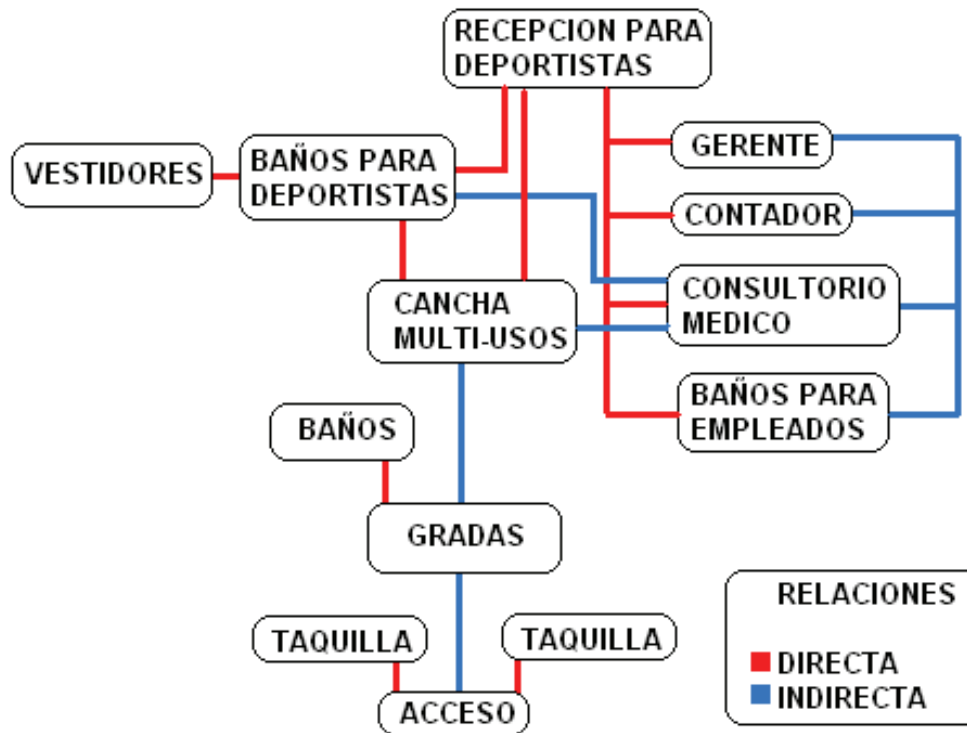 RECEPCION PARA
DEPORTISTAS
VESTIDORES
BAÑOS PARA
DEPORTISTAS
GERENTE
CONTADOR
CONSULTORIO
MEDICO
CANCHA
MULTI-USOS
BAÑOS PARA
EMPLEADOS
BAÑOS
GRADAS
TAQUILLA
TAQUILLA
ACCESO
RELACIONES
DIRECTA
INDIRECTA